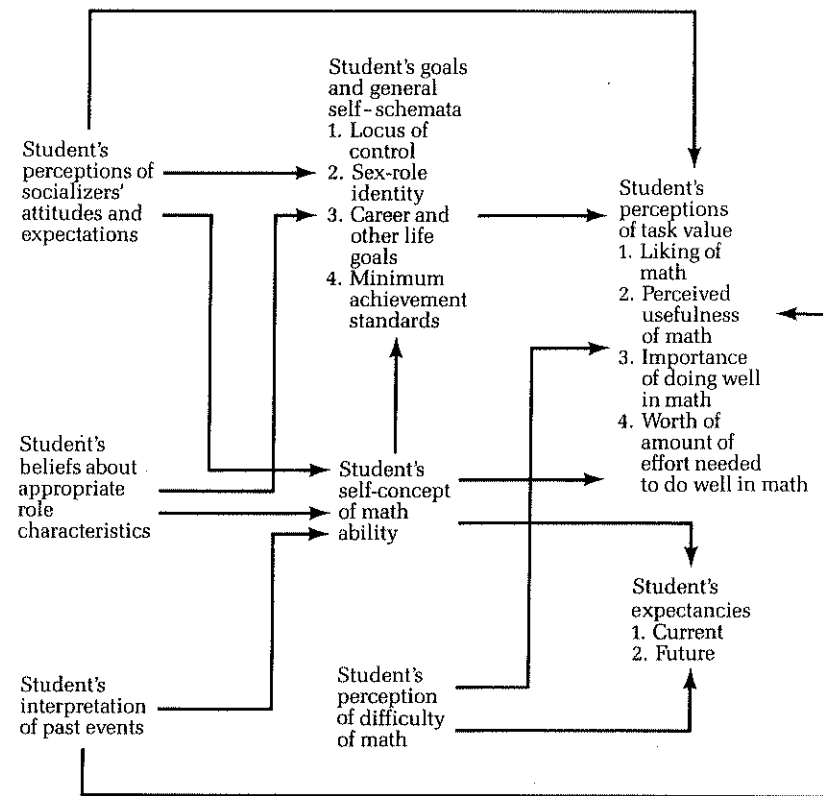 Student's
perceptions of
socializers'
attitudes and
expectations
Student's
beliefs about
appropriate
role
characteristics
Student's
interpretation
of past events
Student's goals
and general
self-schemata
1. Locus of
control
2. Sex-role
identity
3. Career and
other life
goals
4. Minimum
achievement
standards
Student's
self-concept
of math
ability
Student's
perception
of difficulty
of math
Student's
perceptions
of task value
1. Liking of
math
2. Perceived
usefulness
of math
3. Importance
of doing well
in math
4. Worth of
amount of
effort needed
to do well in math
Student's
expectancies
1. Current
2. Future